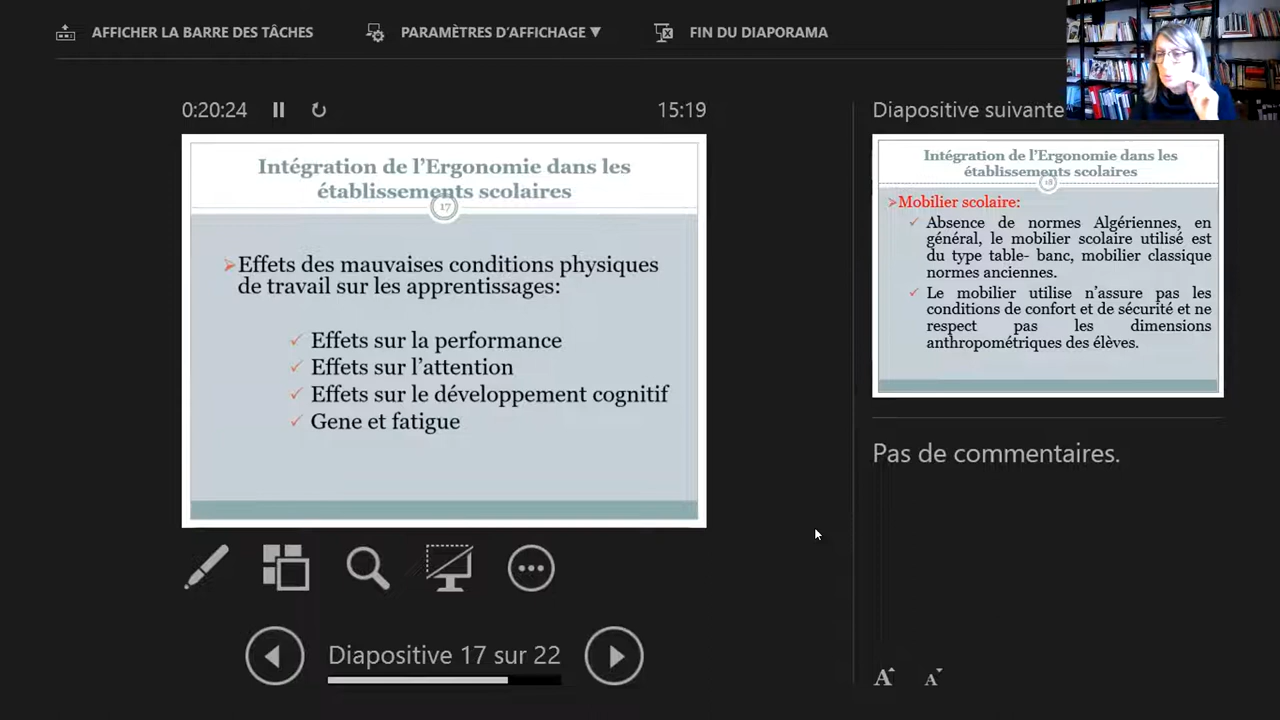 AFFICHER LA BARRE DES TÂCHES
PARAMÈTRES D'AFFICHAGE ▼
FIN DU DIAPORAMA
0:20:24
15:19
Intégration de l'Ergonomie dans les
établissements scolaires
17
Effets des mauvaises conditions physiques
de travail sur les apprentissages:
Effets sur la performance
Effets sur l'attention
Effets sur le développement cognitif
Gene et fatigue
Diapositive 17 sur 22
Diapositive suivante
Intégration de l'Ergonomie dans les
établissements scolaires
18
Mobilier scolaire:
Absence de normes Algériennes, en
général, le mobilier scolaire utilisé est
du type table- banc, mobilier classique
normes anciennes.
Le mobilier utilise n'assure pas les
conditions de confort et de sécurité et ne
respect pas les dimensions
anthropométriques des élèves.
Pas de commentaires.
A A